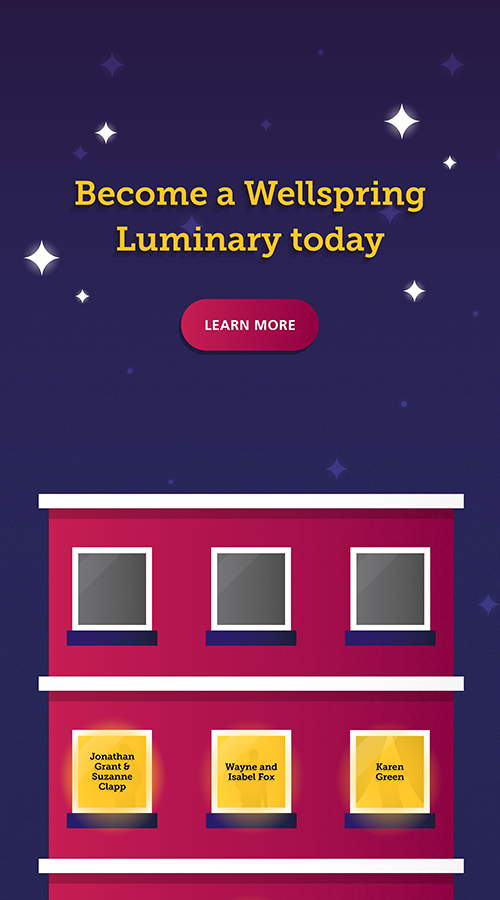 Become a Wellspring
Luminary today
LEARN MORE
Jonathan
Grant &
Suzanne
Clapp
Wayne and
Isabel Fox
Karen
Green